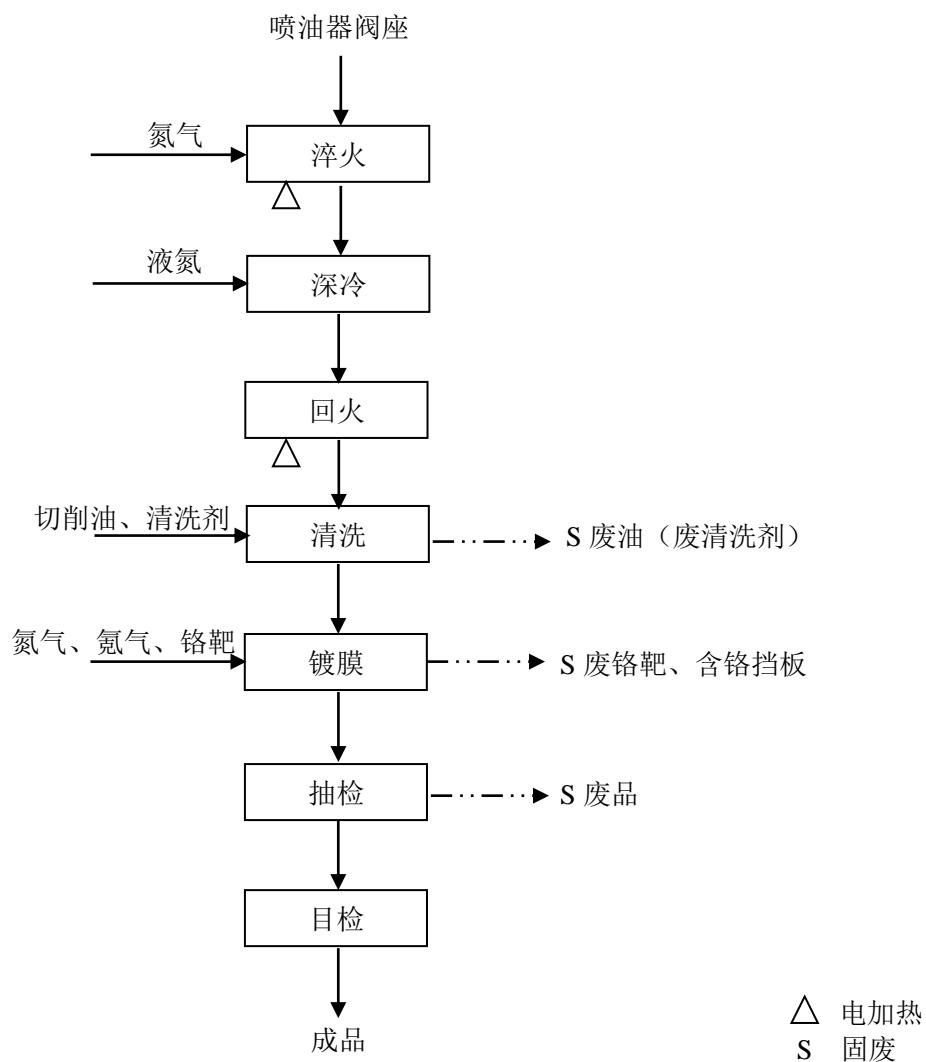 喷油器阀座
氮气
淬火
液氮
深冷
回火
切削油、清洗剂
清洗
S 废油（废清洗剂）
氮气、氪气、铬靶
镀膜
S 废铬靶、含铬挡板
抽检
S 废品
目检
成品
△ 电加热
S 固废